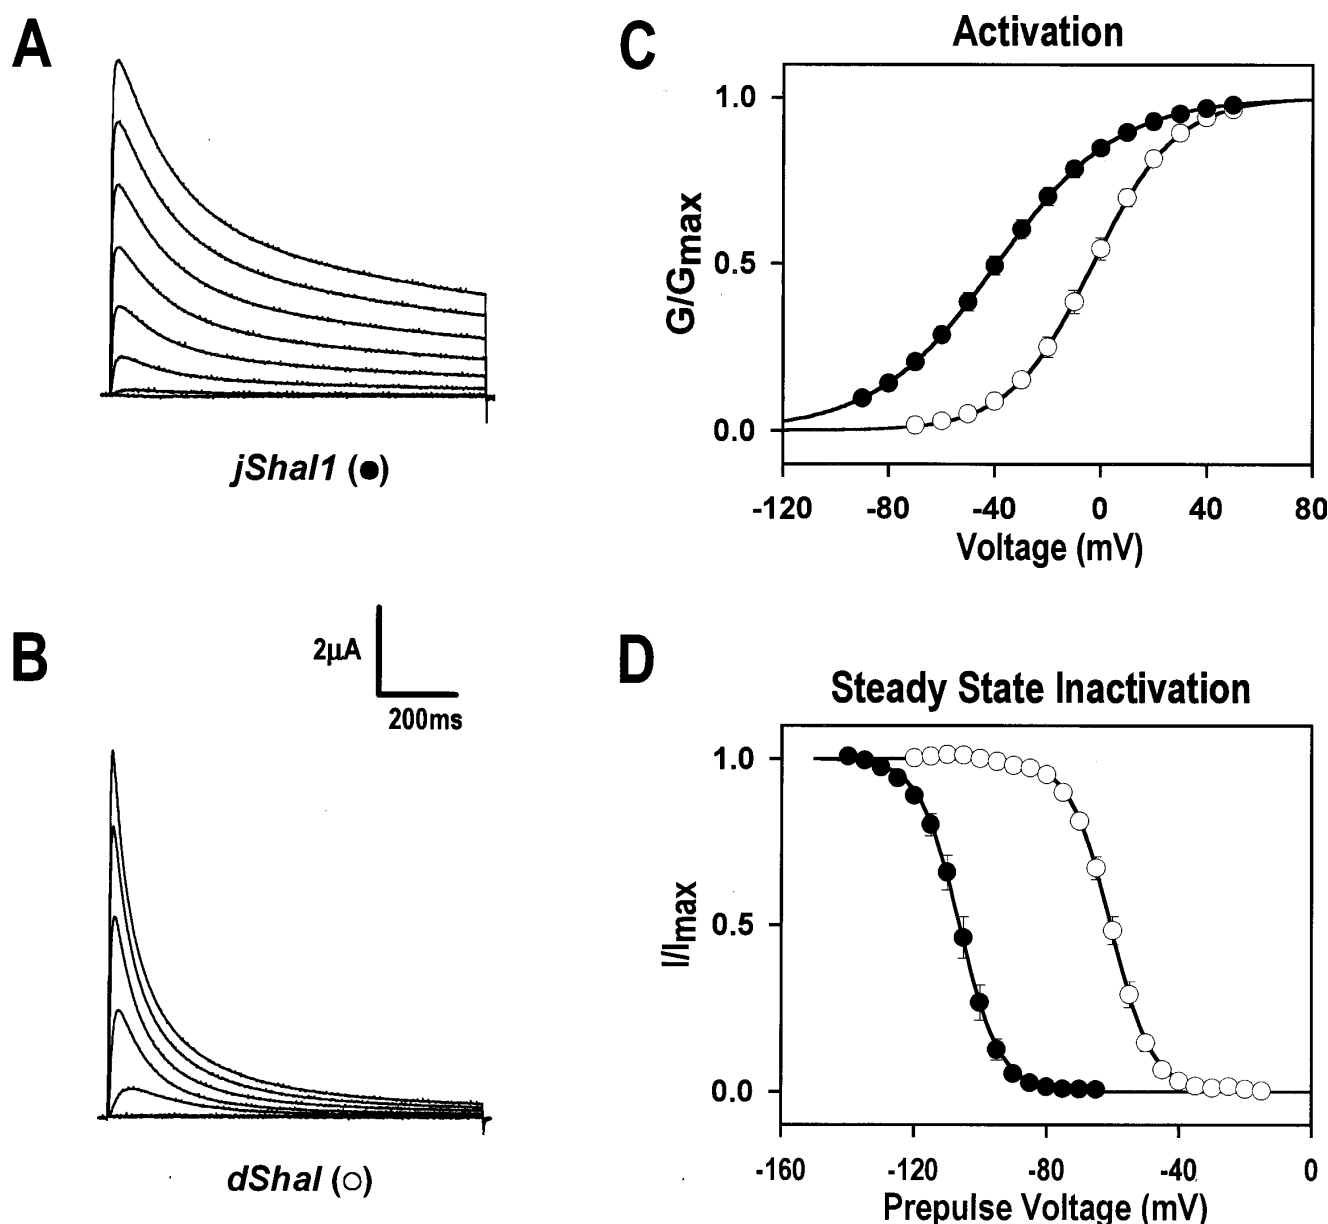 A
jShal1 (●)
B
2µA
200ms
dShal (○)
C
Activation
1.0
0.5
0.0
G/Gmax
-120 -80 -40 0 40 80
Voltage (mV)
D
Steady State Inactivation
1.0
0.5
0.0
I/Imax
-160 -120 -80 -40 0
Prepulse Voltage (mV)